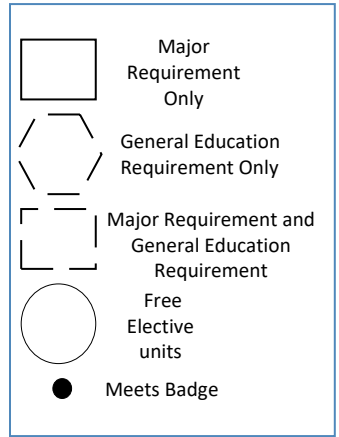 Major
Requirement
Only
General Education
Requirement Only
Major Requirement and
General Education
Requirement
Free
Elective
units
Meets Badge